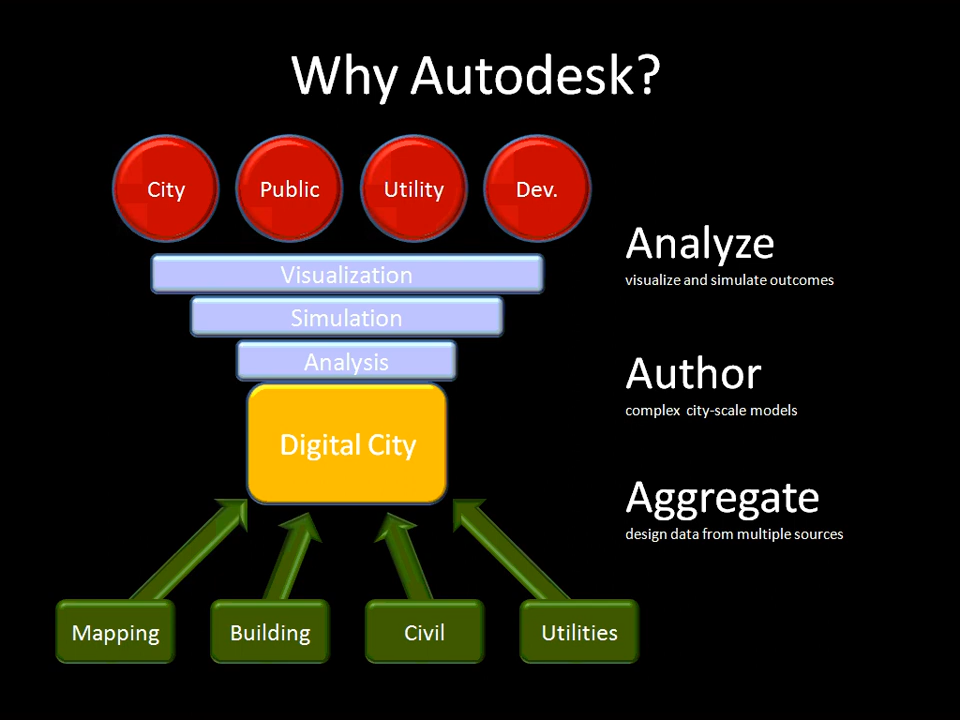 Why Autodesk?
City
Public
Utility
Dev.
Visualization
Simulation
Analysis
Digital City
Mapping
Building
Civil
Utilities
Analyze
visualize and simulate outcomes
Author
complex city-scale models
Aggregate
design data from multiple sources